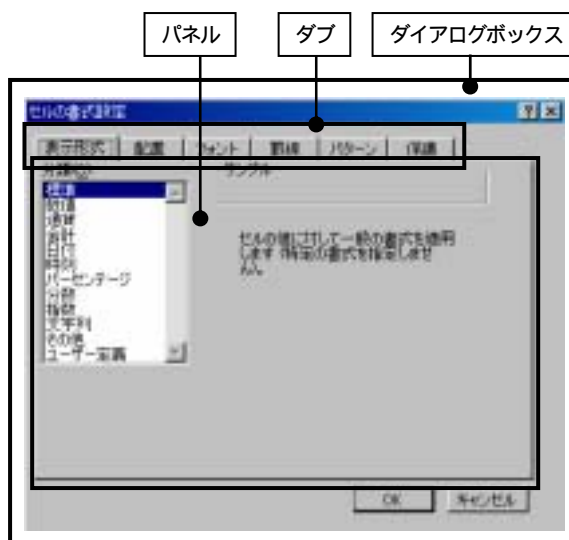 パネル
ダブ
ダイアログボックス
セルの書式設定
表示形式 配置 フォント 罫線 パターン 保護
分類(C)
サンプル
標準
数値
通貨
会計
日付
時刻
パーセンテージ
分数
指数
文字列
その他
ユーザー定義
セルの値に対して一般の書式を適用
します (特定の書式を指定しませ
ん)。
OK キャンセル